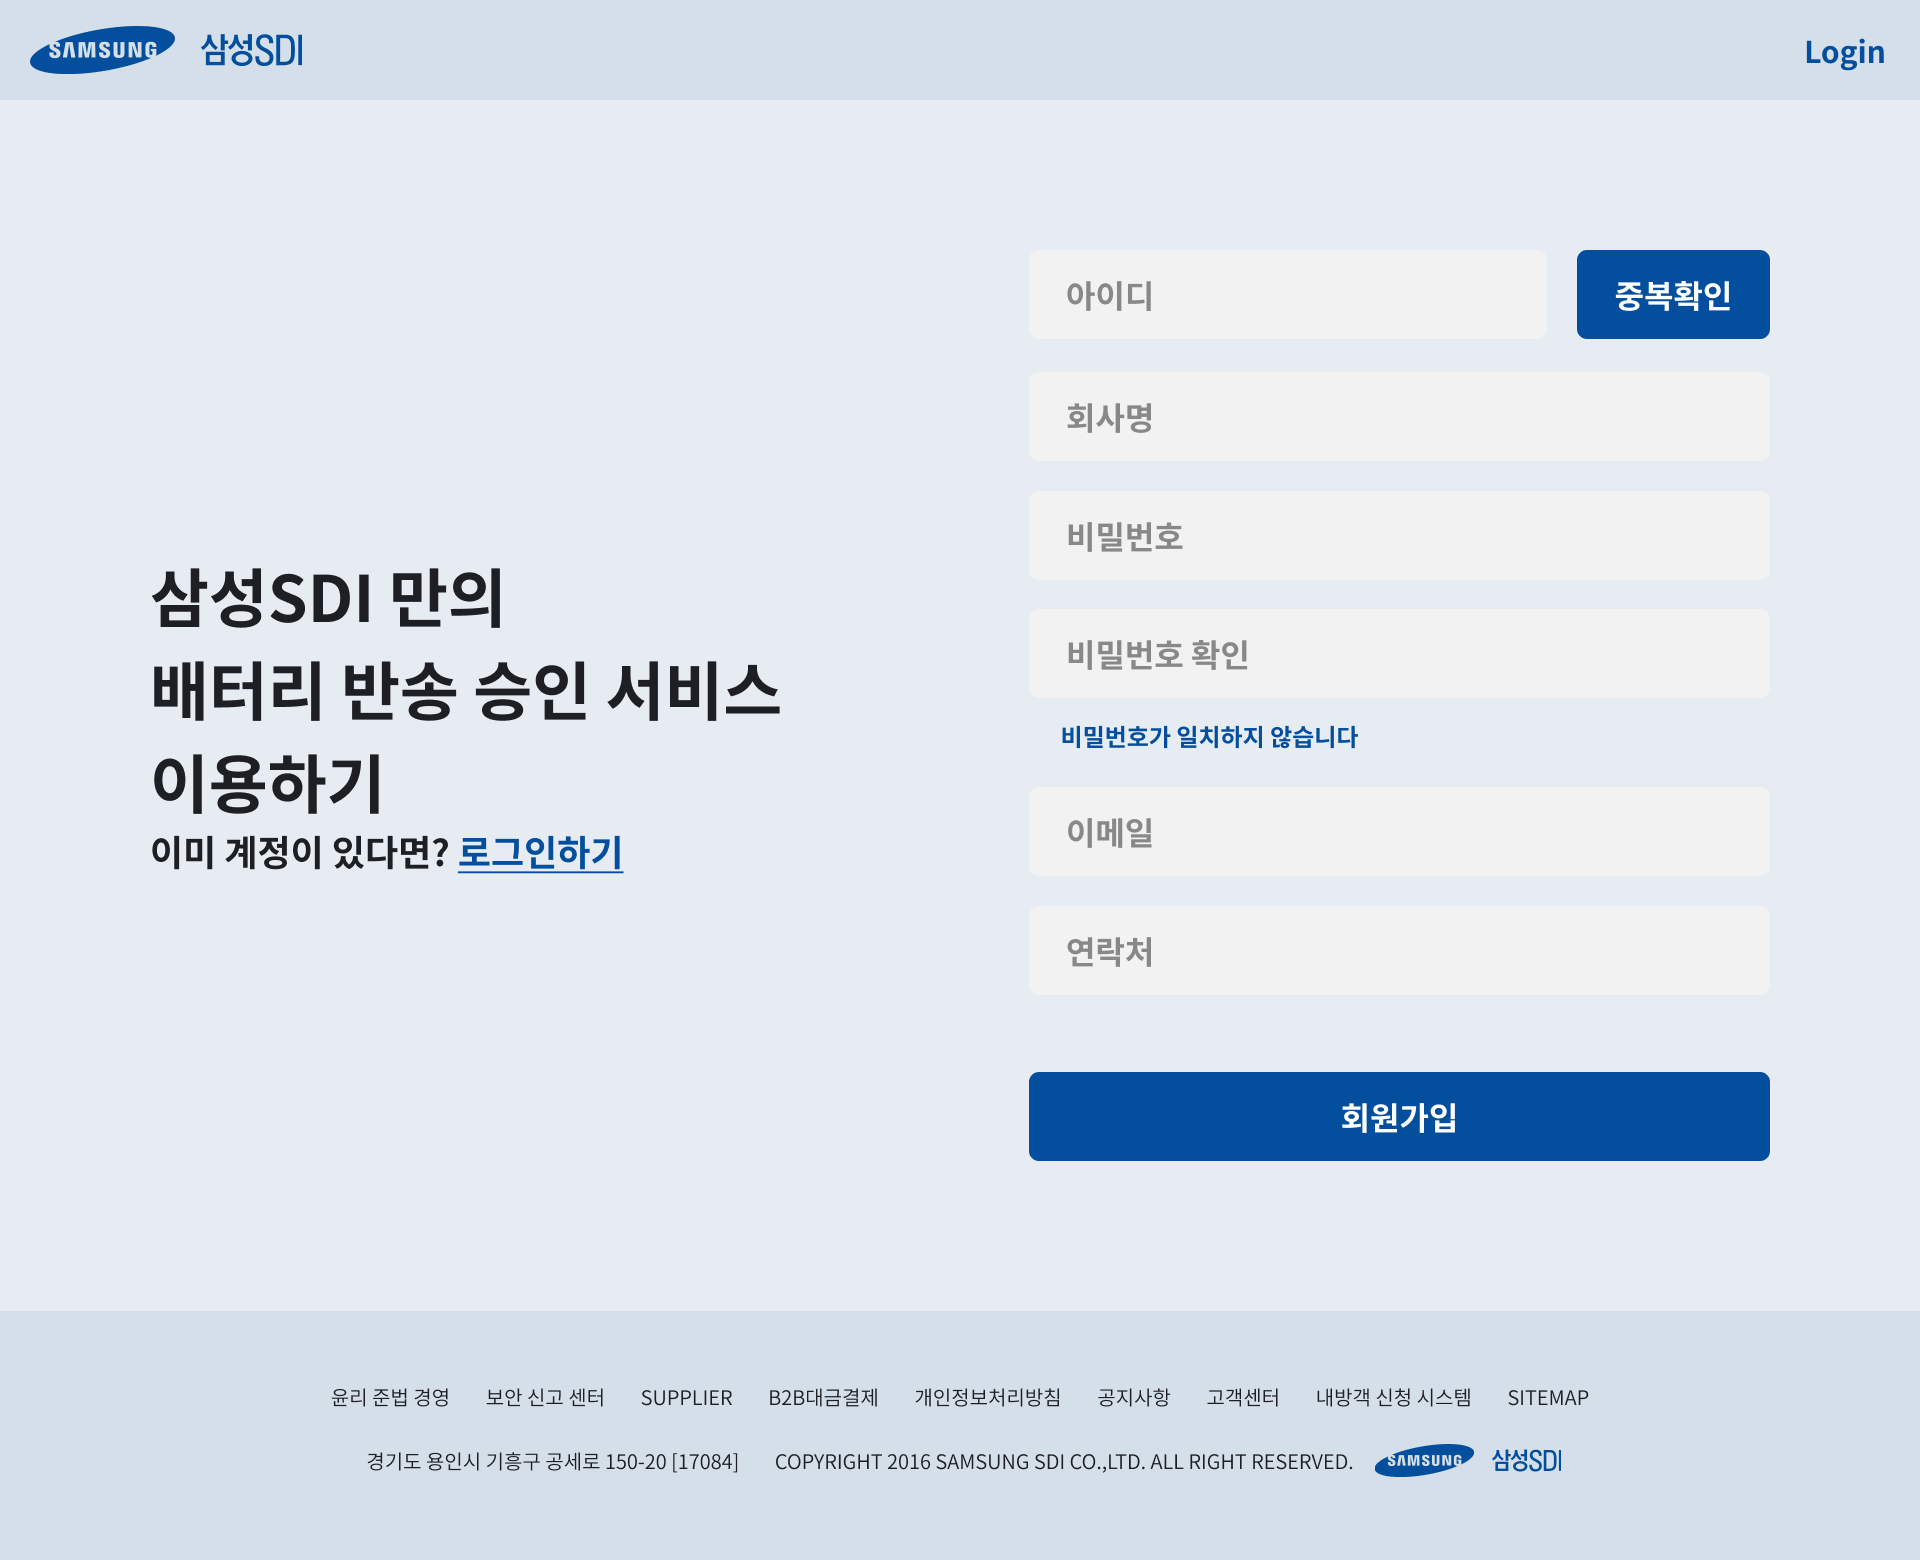 SAMSUNG 삼성SDI
Login
아이디
중복확인
회사명
비밀번호
비밀번호 확인
비밀번호가 일치하지 않습니다
이메일
연락처
회원가입
삼성SDI 만의
배터리 반송 승인 서비스
이용하기
이미 계정이 있다면? 로그인하기
윤리 준법 경영 보안 신고 센터 SUPPLIER B2B대금결제 개인정보처리방침 공지사항 고객센터 내방객 신청 시스템 SITEMAP
경기도 용인시 기흥구 공세로 150-20 [17084] COPYRIGHT 2016 SAMSUNG SDI CO.,LTD. ALL RIGHT RESERVED. SAMSUNG 삼성SDI